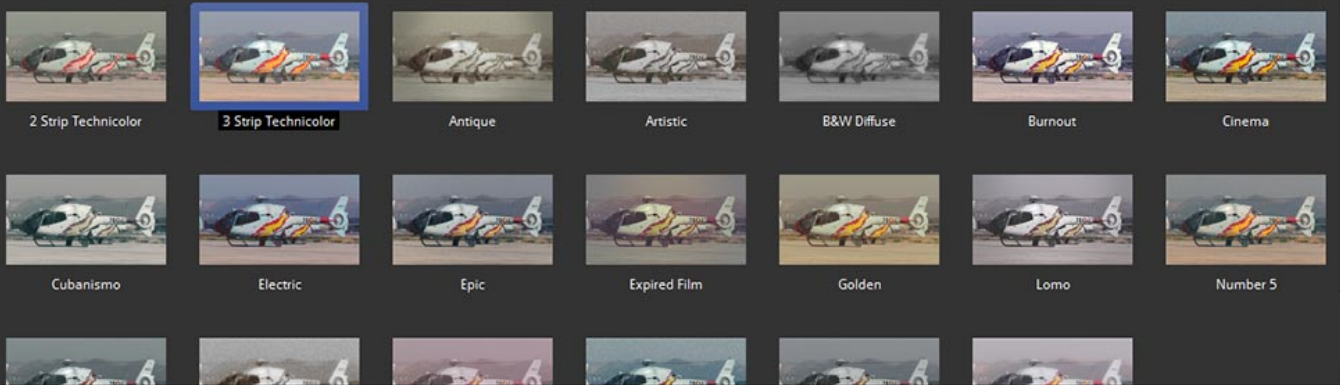 2 Strip Technicolor
3 Strip Technicolor
Antique
Artistic
B&W Diffuse
Burnout
Cinema
Cubanismo
Electric
Epic
Expired Film
Golden
Lomo
Number 5